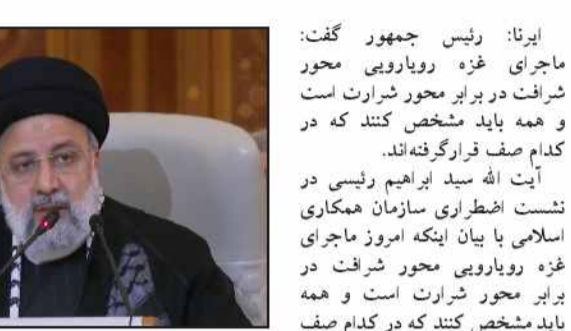 ایرنا: رئیس جمهور گفت:
ماجرای غزه رویارویی محور
شرافت در برابر محور شرارت است
و همه باید مشخص کنند که در
کدام صف قرارگرفته‌اند.
آیت الله سید ابراهیم رئیسی در
نشست اضطراری سازمان همکاری
اسلامی با بیان اینکه امروز ماجرای
غزه رویارویی محور شرافت در
برابر محور شرارت است و همه
باید مشخص کنند که در کدام صف